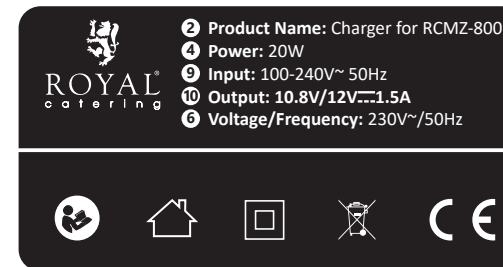 ROYAL
catering
2 Product Name: Charger for RCMZ-800
4 Power: 20W
9 Input: 100-240V~ 50Hz
10 Output: 10.8V/12V⎓1.5A
6 Voltage/Frequency: 230V~/50Hz
CE